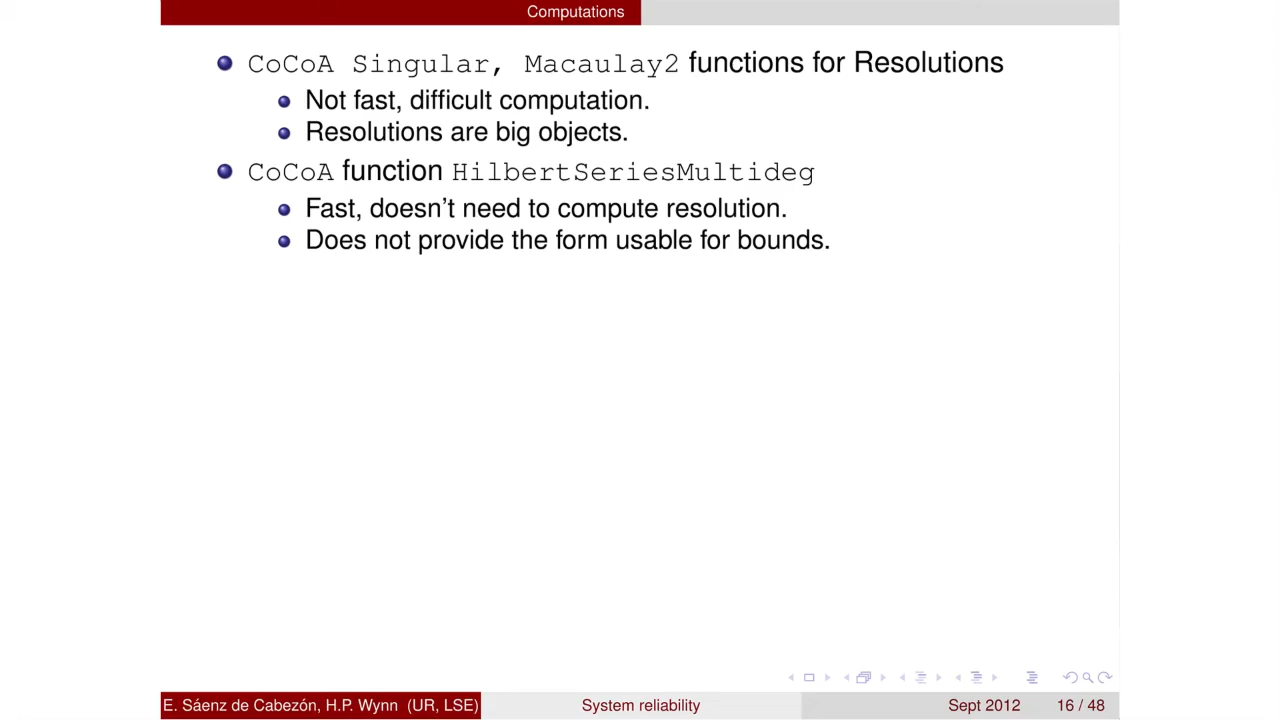 Computations
CoCoA Singular, Macaulay2 functions for Resolutions
Not fast, difficult computation.
Resolutions are big objects.
CoCoA function HilbertSeriesMultideg
Fast, doesn't need to compute resolution.
Does not provide the form usable for bounds.
E. Sáenz de Cabezón, H.P. Wynn (UR, LSE) System reliability Sept 2012 16 / 48